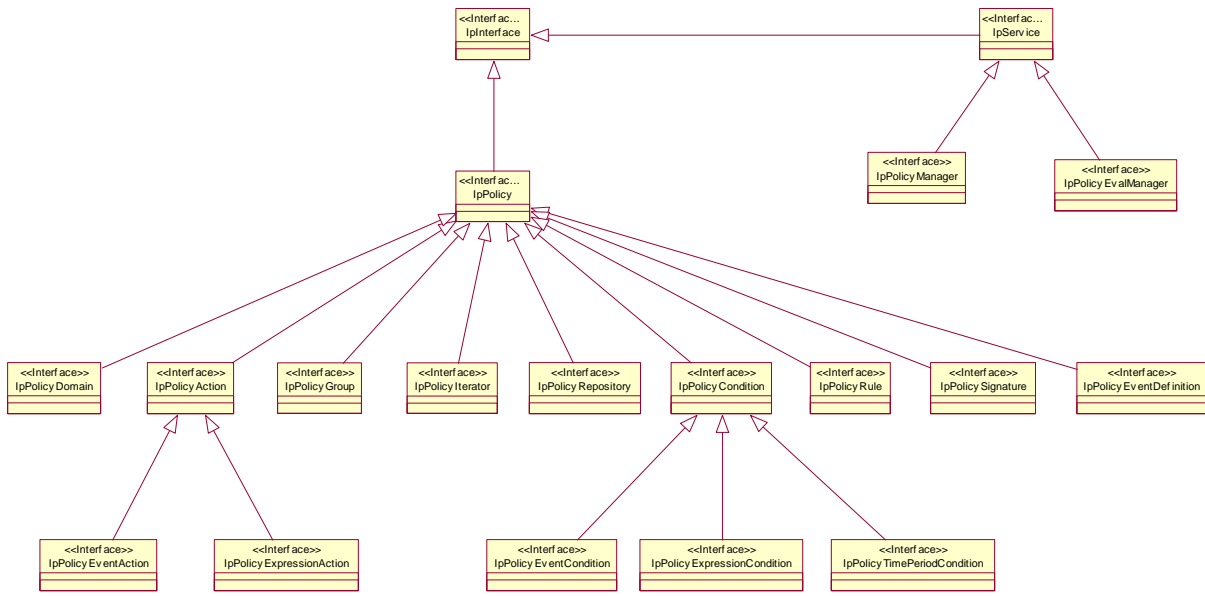 <<Interfac...
IpInterface
<<Interfac...
IpService
<<Interface>>
IpPolicyManager
<<Interface>>
IpPolicyEvalManager
<<Interfac...
IpPolicy
<<Interface>>
IpPolicyDomain
<<Interface>>
IpPolicyAction
<<Interface>>
IpPolicyGroup
<<Interface>>
IpPolicyIterator
<<Interface>>
IpPolicyRepository
<<Interface>>
IpPolicyCondition
<<Interface>>
IpPolicyRule
<<Interface>>
IpPolicySignature
<<Interface>>
IpPolicyEventDefinition
<<Interface>>
IpPolicyEventAction
<<Interface>>
IpPolicyExpressionAction
<<Interface>>
IpPolicyEventCondition
<<Interface>>
IpPolicyExpressionCondition
<<Interface>>
IpPolicyTimePeriodCondition